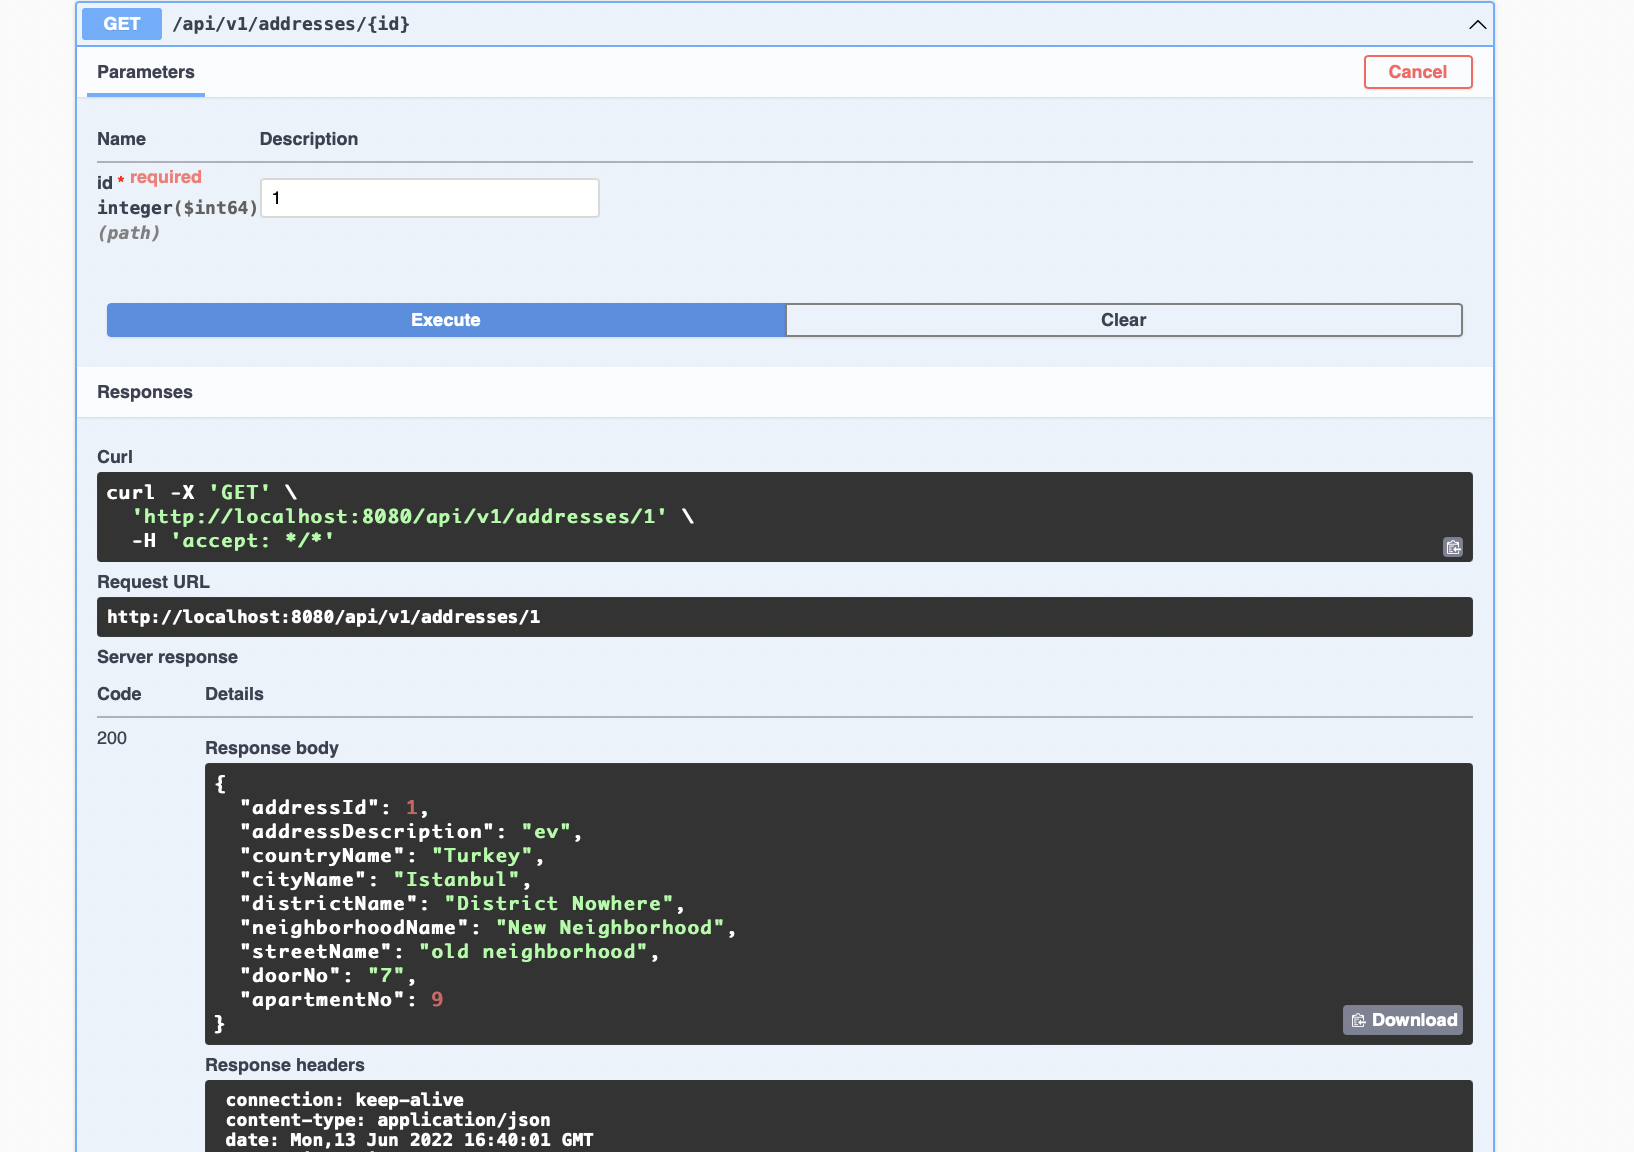 GET /api/v1/addresses/{id}
Parameters
Cancel
Name Description
id * required
integer($int64)
(path)
1
Execute Clear
Responses
Curl
curl -X 'GET' \
'http://localhost:8080/api/v1/addresses/1' \
-H 'accept: */*'
Request URL
http://localhost:8080/api/v1/addresses/1
Server response
Code Details
200
Response body
{
"addressId": 1,
"addressDescription": "ev",
"countryName": "Turkey",
"cityName": "Istanbul",
"districtName": "District Nowhere",
"neighborhoodName": "New Neighborhood",
"streetName": "old neighborhood",
"doorNo": "7",
"apartmentNo": 9
}
Download
Response headers
connection: keep-alive
content-type: application/json
date: Mon,13 Jun 2022 16:40:01 GMT